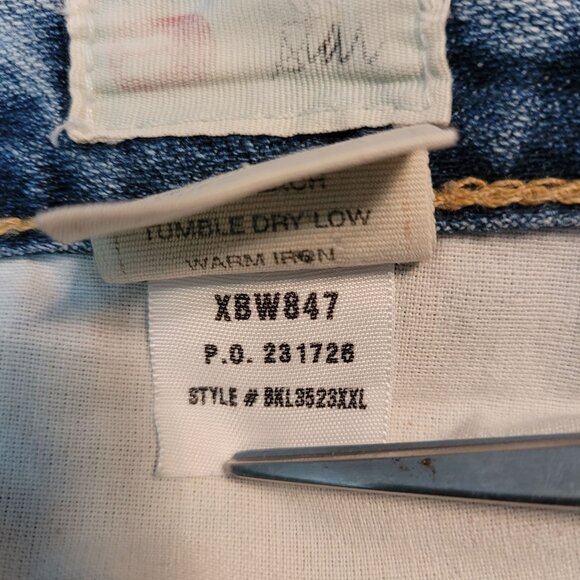 TUMBLE DRY LOW
WARM IRON
XBW847
P.O. 231726
STYLE # BKL3523XXL